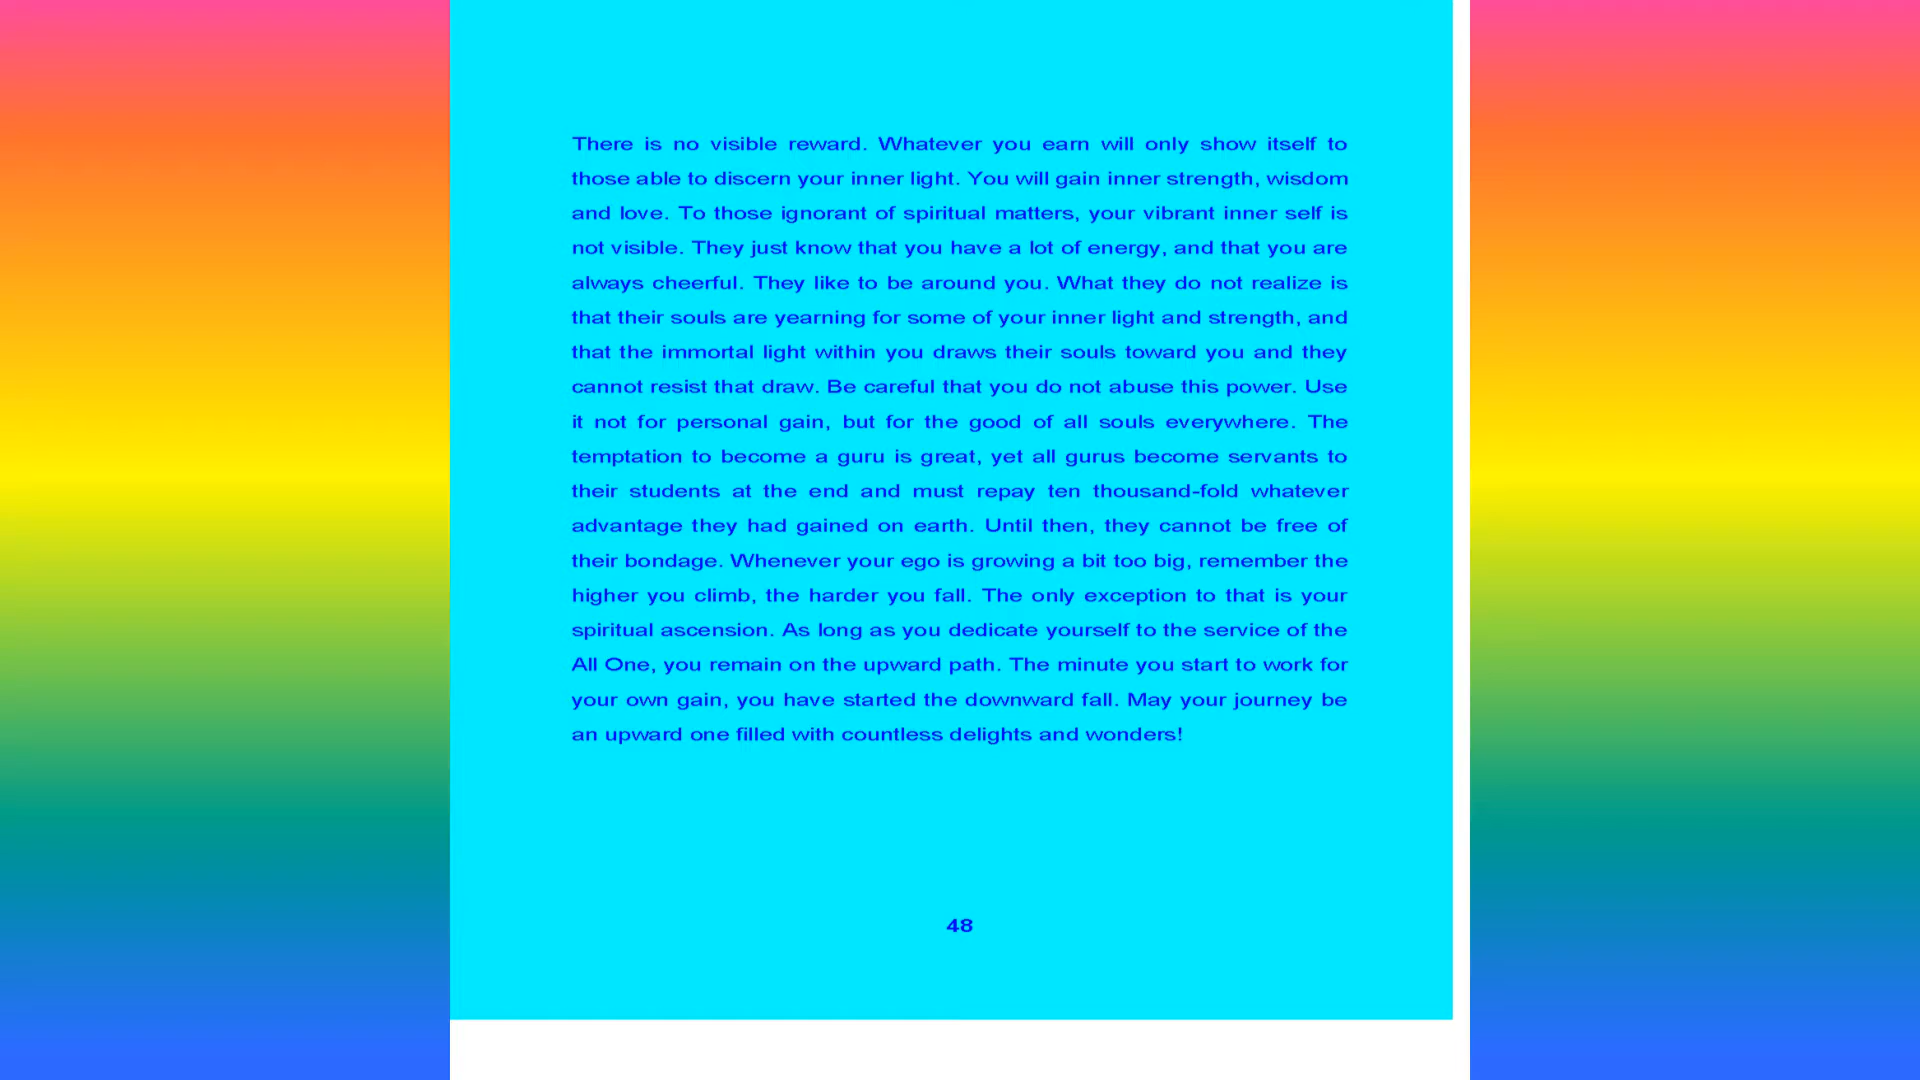 There is no visible reward. Whatever you earn will only show itself to
those able to discern your inner light. You will gain inner strength, wisdom
and love. To those ignorant of spiritual matters, your vibrant inner self is
not visible. They just know that you have a lot of energy, and that you are
always cheerful. They like to be around you. What they do not realize is
that their souls are yearning for some of your inner light and strength, and
that the immortal light within you draws their souls toward you and they
cannot resist that draw. Be careful that you do not abuse this power. Use
it not for personal gain, but for the good of all souls everywhere. The
temptation to become a guru is great, yet all gurus become servants to
their students at the end and must repay ten thousand-fold whatever
advantage they had gained on earth. Until then, they cannot be free of
their bondage. Whenever your ego is growing a bit too big, remember the
higher you climb, the harder you fall. The only exception to that is your
spiritual ascension. As long as you dedicate yourself to the service of the
All One, you remain on the upward path. The minute you start to work for
your own gain, you have started the downward fall. May your journey be
an upward one filled with countless delights and wonders!
48